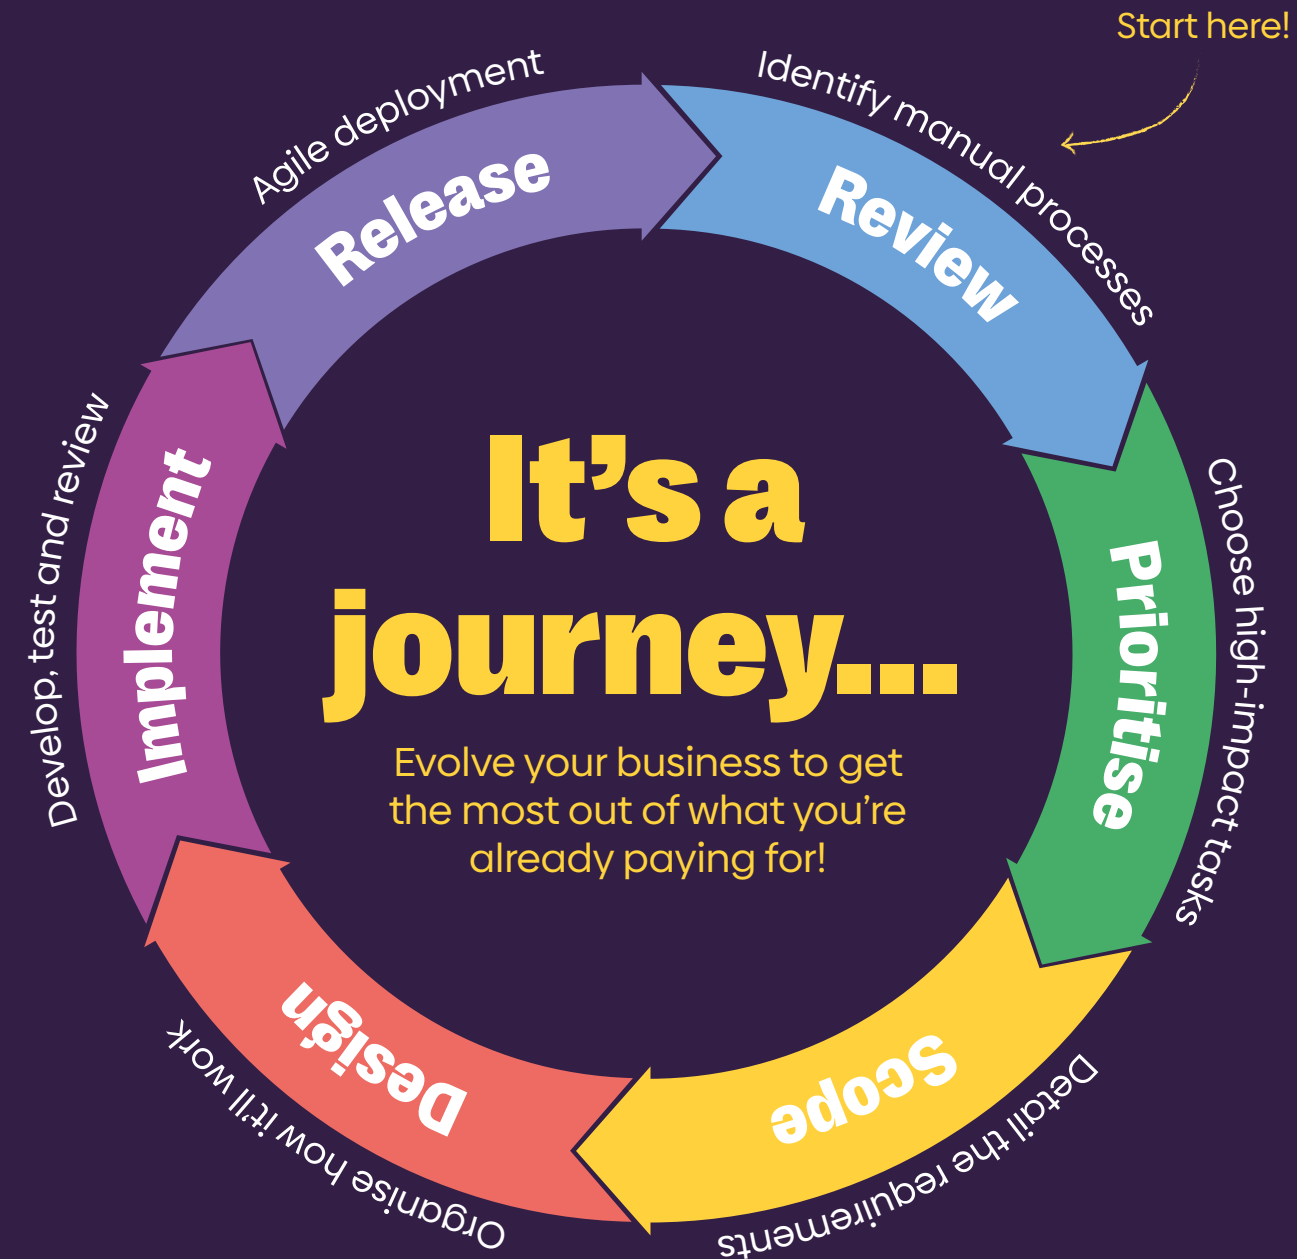 Start here!
Identify manual processes
Review
Choose high-impact tasks
Prioritise
Detail the requirements
Scope
Organise how it'll work
Design
Develop, test and review
Implement
Agile deployment
Release
It’s a
journey...
Evolve your business to get
the most out of what you’re
already paying for!